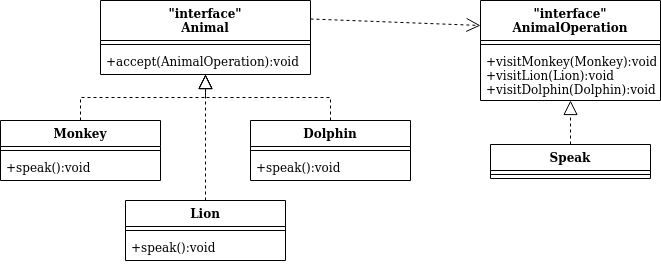 "interface"
Animal
+accept(AnimalOperation):void
"interface"
AnimalOperation
+visitMonkey(Monkey):void
+visitLion(Lion):void
+visitDolphin(Dolphin):void
Monkey
+speak():void
Dolphin
+speak():void
Speak
Lion
+speak():void